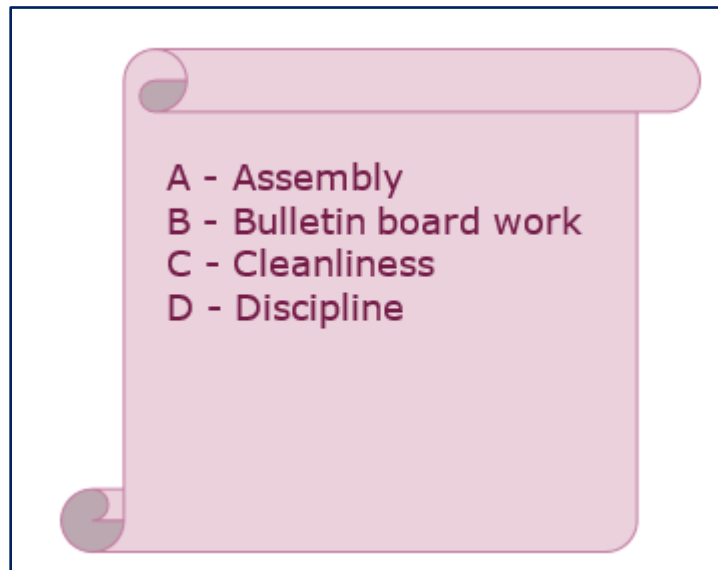 A - Assembly
B - Bulletin board work
C - Cleanliness
D - Discipline